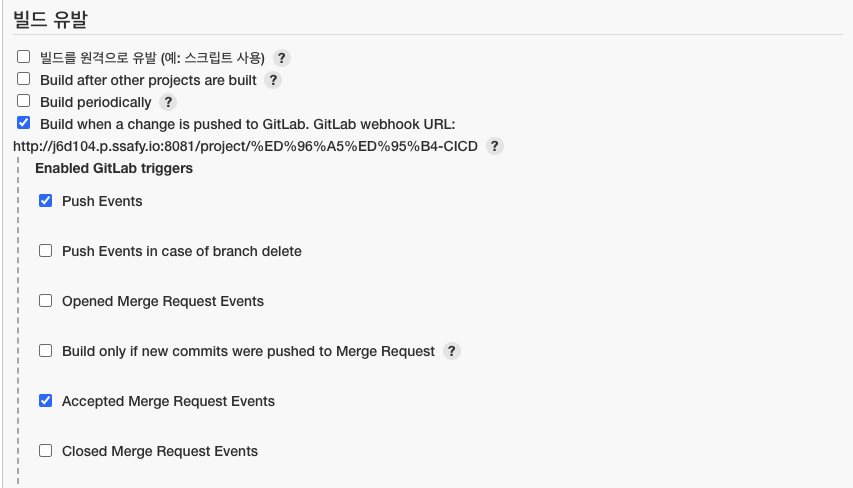 빌드 유발
빌드를 원격으로 유발 (예: 스크립트 사용) ?
Build after other projects are built ?
Build periodically ?
Build when a change is pushed to GitLab. GitLab webhook URL:
http://j6d104.p.ssafy.io:8081/project/%ED%96%A5%ED%95%B4-CICD ?
Enabled GitLab triggers
Push Events
Push Events in case of branch delete
Opened Merge Request Events
Build only if new commits were pushed to Merge Request ?
Accepted Merge Request Events
Closed Merge Request Events